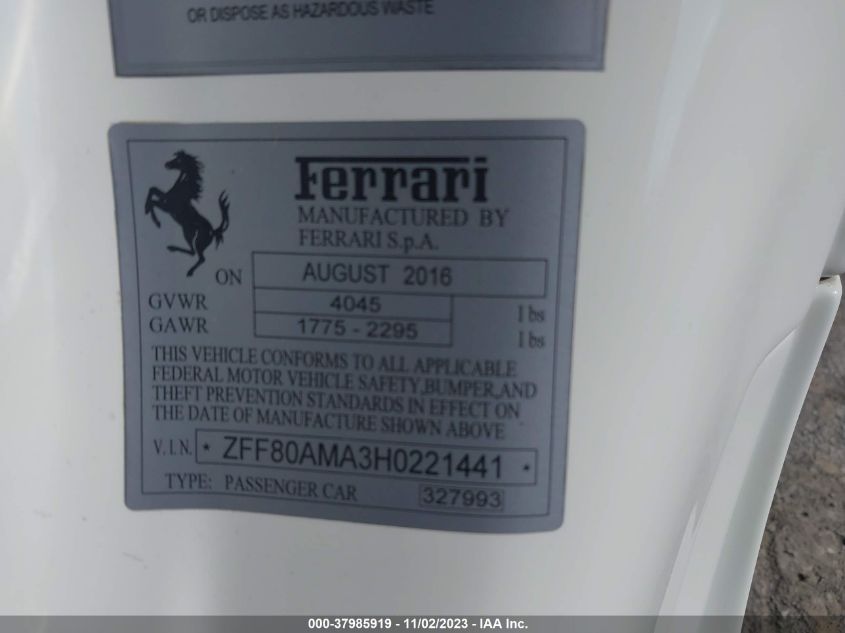 OR DISPOSE AS HAZARDOUS WASTE
Ferrari
MANUFACTURED BY
FERRARI S.p.A.
ON AUGUST 2016
GVWR 4045 lbs
GAWR 1775 - 2295 lbs
THIS VEHICLE CONFORMS TO ALL APPLICABLE
FEDERAL MOTOR VEHICLE SAFETY,BUMPER,AND
THEFT PREVENTION STANDARDS IN EFFECT ON
THE DATE OF MANUFACTURE SHOWN ABOVE
V.I.N. * ZFF80AMA3H0221441 *
TYPE: PASSENGER CAR 327993
000-37985919 - 11/02/2023 - IAA Inc.